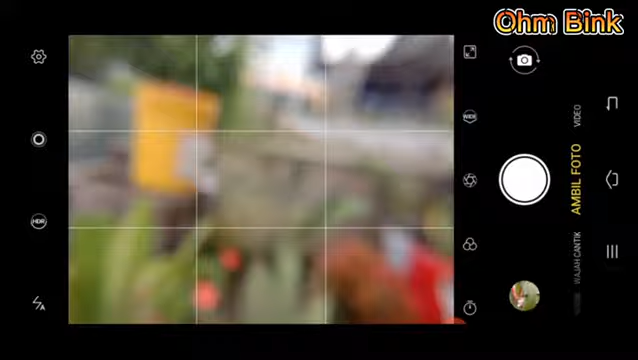 Ohm Bink
HDR
WIDE
VIDEO
AMBIL FOTO
WAJAH CANTIK